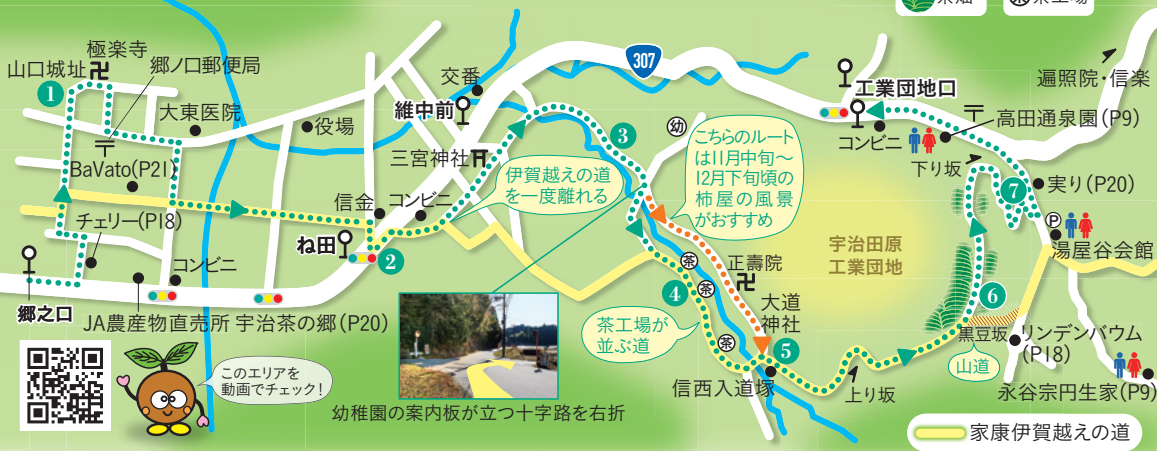 茶工場
307
極楽寺
山口城址
1
郷ノ口郵便局
大東医院
役場
BaVato(P21)
チェリー(P18)
コンビニ
郷之口
JA農産物直売所 宇治茶の郷(P20)
このエリアを
動画でチェック!
交番
維中前
三宮神社
信金
コンビニ
ね田
2
伊賀越えの道
を一度離れる
3
幼
こちらのルート
は11月中旬～
12月下旬頃の
柿屋の風景
がおすすめ
茶
茶
茶
4
茶工場が
並ぶ道
正壽院
大道
神社
5
信西入道塚
幼稚園の案内板が立つ十字路を右折
上り坂
宇治田原
工業団地
6
黒豆坂
山道
リンデンバウム
(P18)
永谷宗円生家(P9)
工業団地口
コンビニ
高田通泉園(P9)
遍照院・信楽
下り坂
7
実り(P20)
P
湯屋谷会館
家康伊賀越えの道